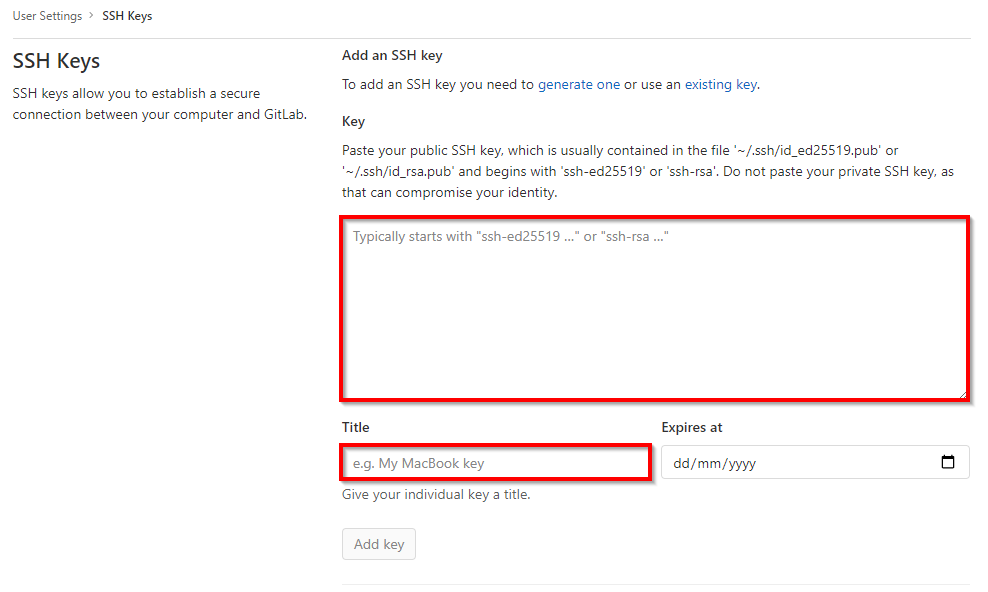 User Settings > SSH Keys
SSH Keys
SSH keys allow you to establish a secure
connection between your computer and GitLab.
Add an SSH key
To add an SSH key you need to generate one or use an existing key.
Key
Paste your public SSH key, which is usually contained in the file '~/.ssh/id_ed25519.pub' or
'~/.ssh/id_rsa.pub' and begins with 'ssh-ed25519' or 'ssh-rsa'. Do not paste your private SSH key, as
that can compromise your identity.
Typically starts with "ssh-ed25519 ..." or "ssh-rsa ..."
Title
Expires at
e.g. My MacBook key
dd/mm/yyyy
Give your individual key a title.
Add key